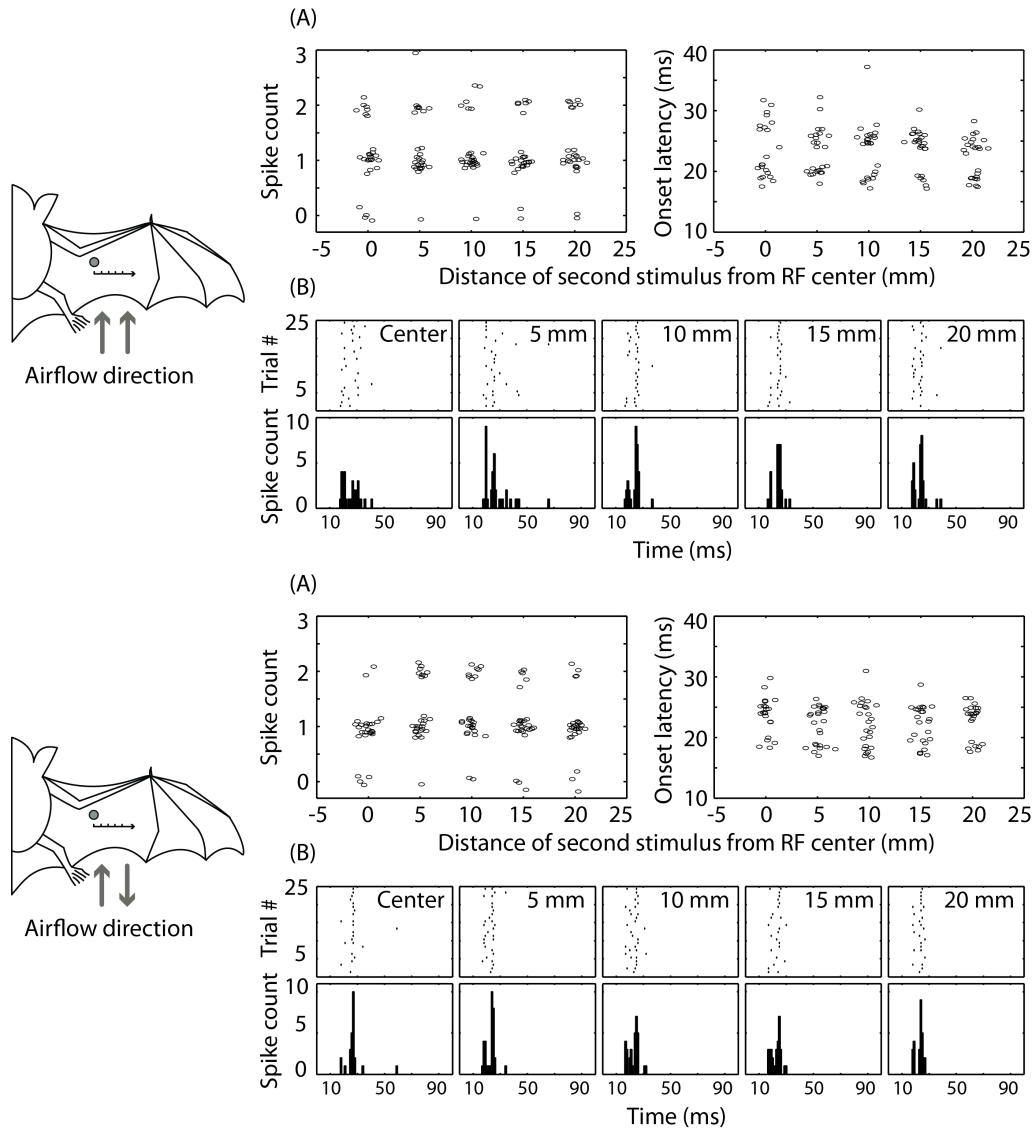 (A)
3
2
1
0
Spike count
-5 0 5 10 15 20 25
40
30
20
10
Onset latency (ms)
-5 0 5 10 15 20 25
Distance of second stimulus from RF center (mm)
Airflow direction
(B)
25
5
Trial #
Center
5 mm
10 mm
15 mm
20 mm
10
5
0
Spike count
10 50 90
10 50 90
10 50 90
10 50 90
10 50 90
Time (ms)
(A)
3
2
1
0
Spike count
-5 0 5 10 15 20 25
40
30
20
10
Onset latency (ms)
-5 0 5 10 15 20 25
Distance of second stimulus from RF center (mm)
Airflow direction
(B)
25
5
Trial #
Center
5 mm
10 mm
15 mm
20 mm
10
5
0
Spike count
10 50 90
10 50 90
10 50 90
10 50 90
10 50 90
Time (ms)